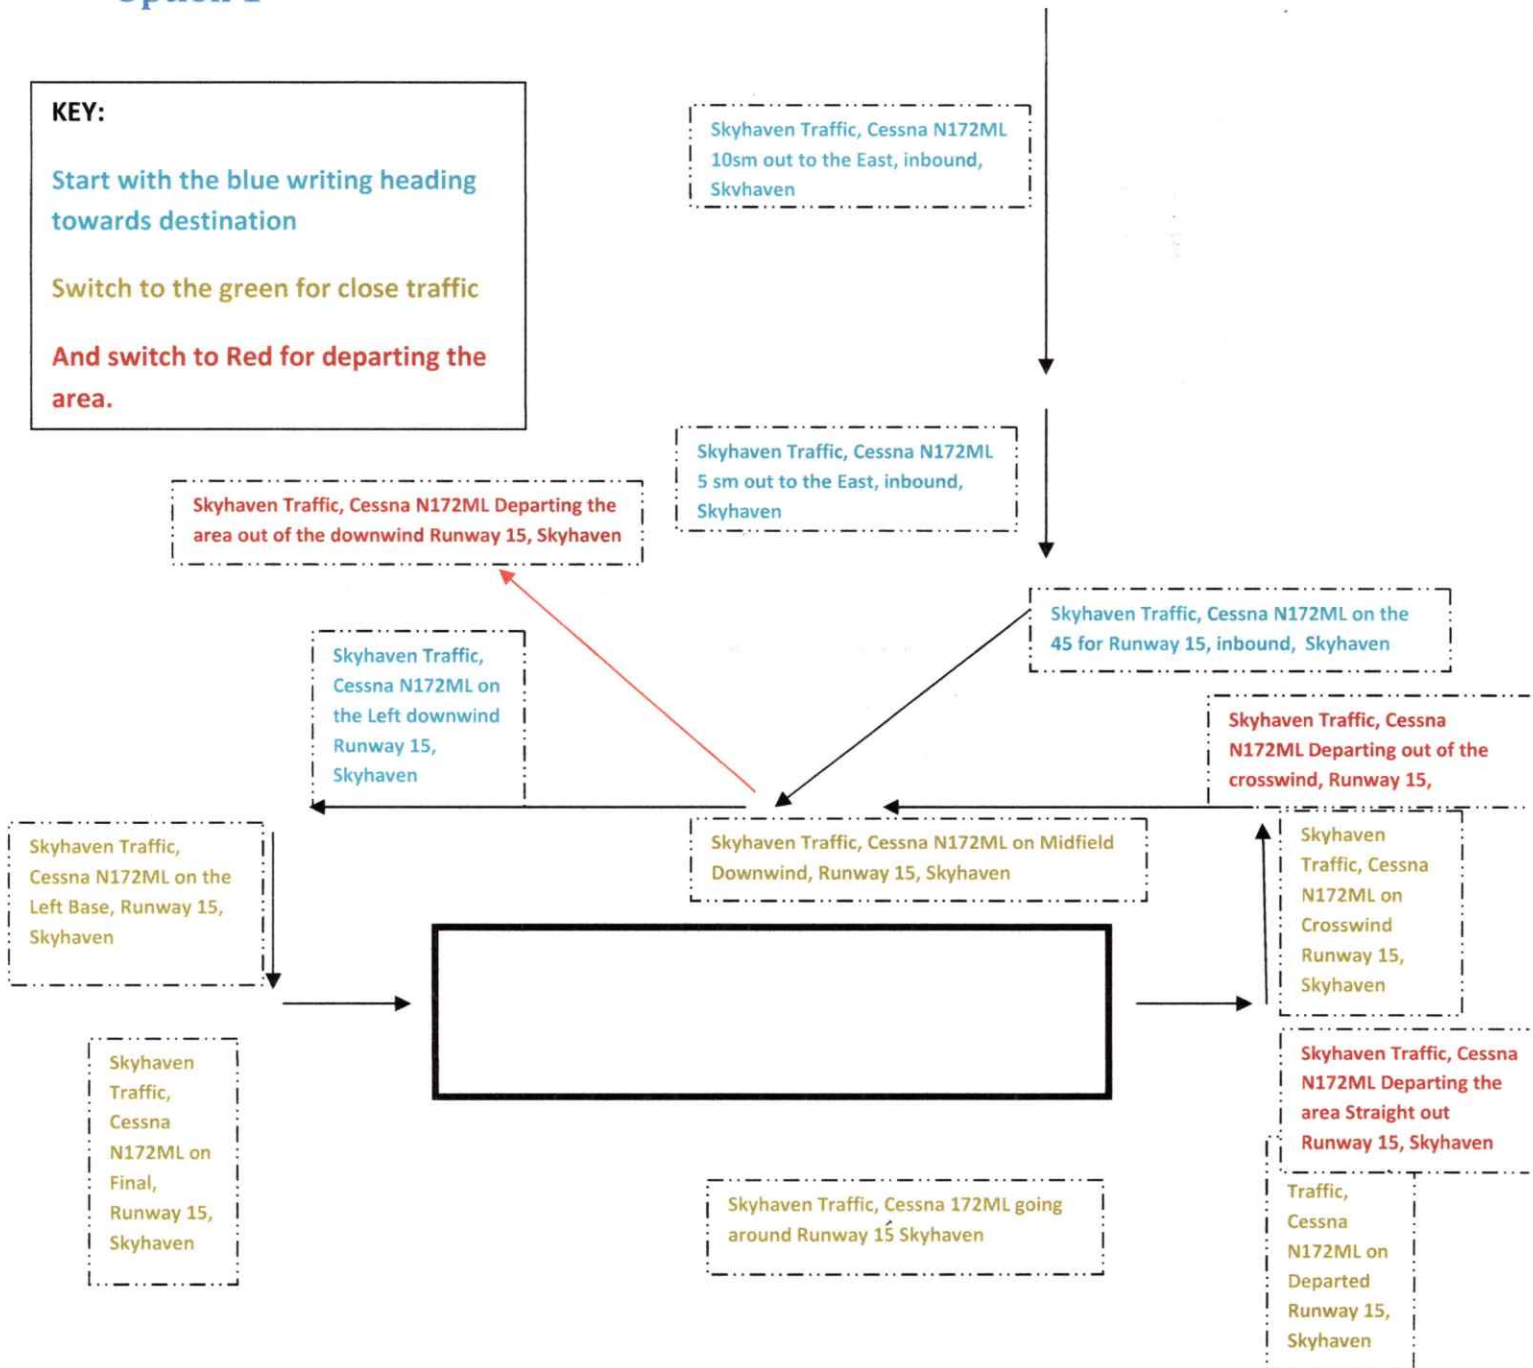 KEY:
Start with the blue writing heading
towards destination
Switch to the green for close traffic
And switch to Red for departing the
area.
Skyhaven Traffic, Cessna N172ML
10sm out to the East, inbound,
Skyhaven
Skyhaven Traffic, Cessna N172ML
5 sm out to the East, inbound,
Skyhaven
Skyhaven Traffic, Cessna N172ML Departing the
area out of the downwind Runway 15, Skyhaven
Skyhaven Traffic, Cessna N172ML on the
45 for Runway 15, inbound, Skyhaven
Skyhaven Traffic,
Cessna N172ML on
the Left downwind
Runway 15,
Skyhaven
Skyhaven Traffic, Cessna
N172ML Departing out of the
crosswind, Runway 15,
Skyhaven Traffic, Cessna N172ML on Midfield
Downwind, Runway 15, Skyhaven
Skyhaven
Traffic, Cessna
N172ML on
Crosswind
Runway 15,
Skyhaven
Skyhaven Traffic,
Cessna N172ML on the
Left Base, Runway 15,
Skyhaven
Skyhaven
Traffic,
Cessna
N172ML on
Final,
Runway 15,
Skyhaven
Skyhaven Traffic, Cessna 172ML going
around Runway 15 Skyhaven
Skyhaven Traffic, Cessna
N172ML Departing the
area Straight out
Runway 15, Skyhaven
Traffic,
Cessna
N172ML on
Departed
Runway 15,
Skyhaven